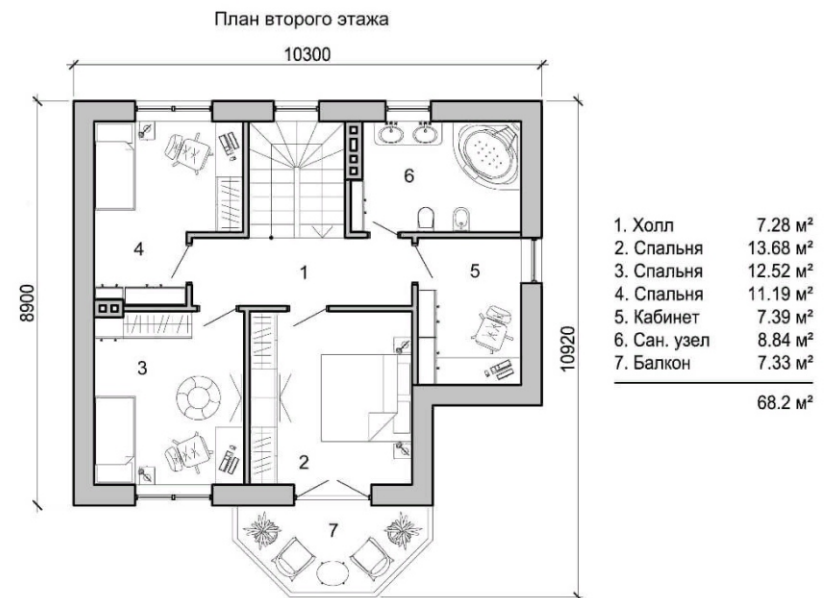 План второго этажа
10300
8900
10920
6
4
1
5
3
2
7
1. Холл 7.28 м²
2. Спальня 13.68 м²
3. Спальня 12.52 м²
4. Спальня 11.19 м²
5. Кабинет 7.39 м²
6. Сан. узел 8.84 м²
7. Балкон 7.33 м²
68.2 м²